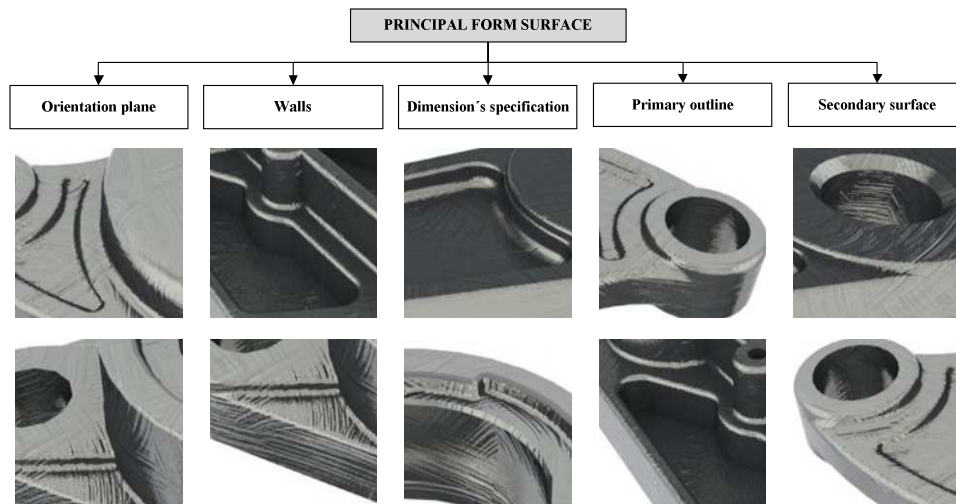 PRINCIPAL FORM SURFACE
Orientation plane
Walls
Dimension´s specification
Primary outline
Secondary surface